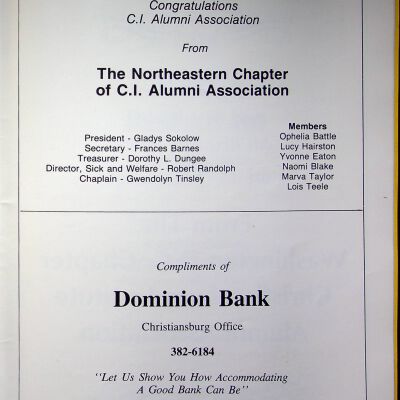 Congratulations
C.I. Alumni Association
From
The Northeastern Chapter
of C.I. Alumni Association
President - Gladys Sokolow
Secretary - Frances Barnes
Treasurer - Dorothy L. Dungee
Director, Sick and Welfare - Robert Randolph
Chaplain - Gwendolyn Tinsley
Members
Ophelia Battle
Lucy Hairston
Yvonne Eaton
Naomi Blake
Marva Taylor
Lois Teele
Compliments of
Dominion Bank
Christiansburg Office
382-6184
"Let Us Show You How Accommodating
A Good Bank Can Be"